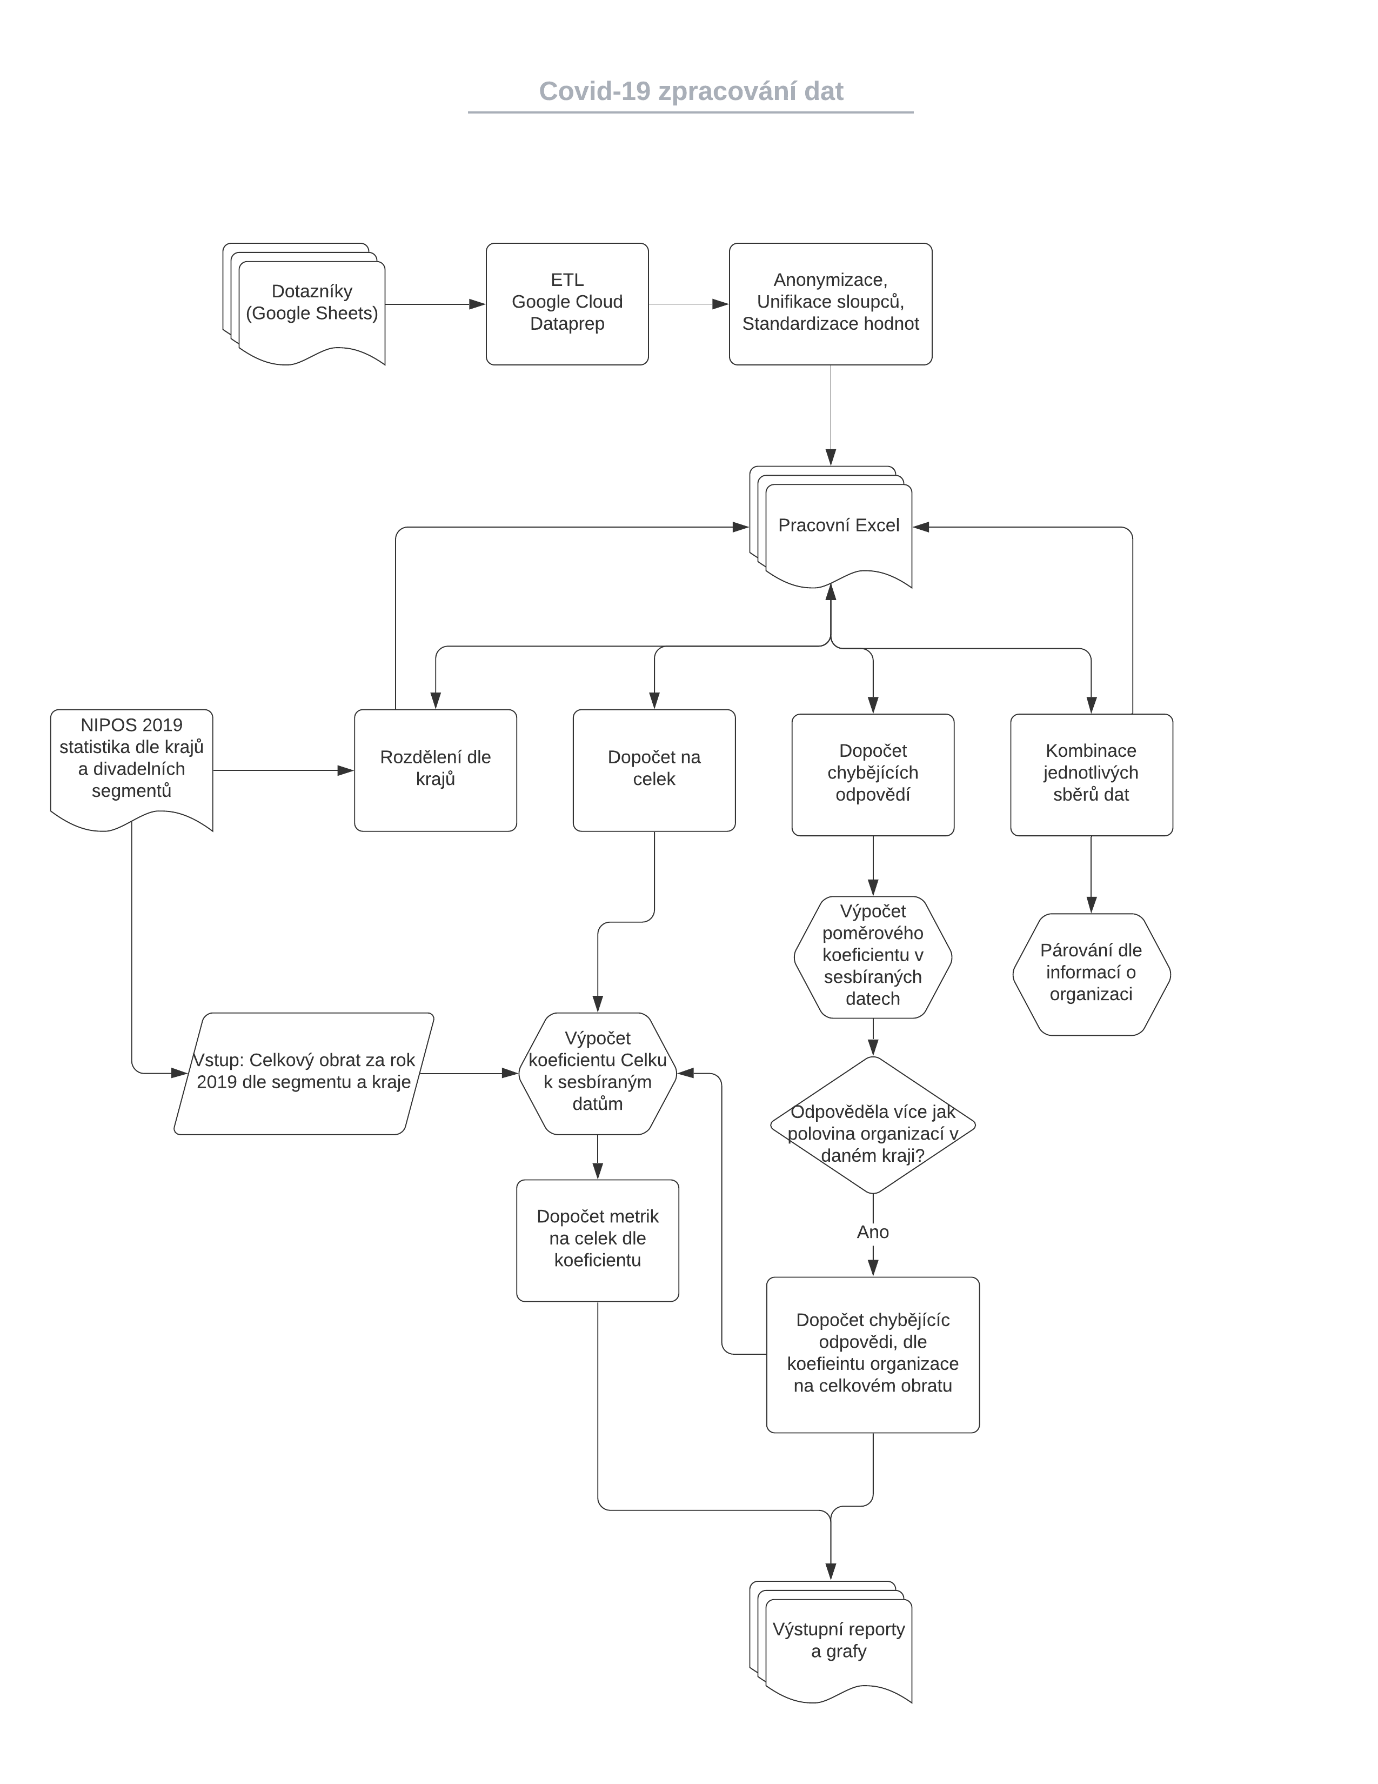 Covid-19 zpracování dat
Dotazníky
(Google Sheets)
ETL
Google Cloud
Dataprep
Anonymizace,
Unifikace sloupců,
Standardizace hodnot
Pracovní Excel
NIPOS 2019
statistika dle krajů
a divadelních
segmentů
Rozdělení dle
krajů
Dopočet na
celek
Dopočet
chybějících
odpovědí
Kombinace
jednotlivých
sběrů dat
Výpočet
poměrového
koeficientu v
sesbíraných
datech
Párování dle
informací o
organizaci
Vstup: Celkový obrat za rok
2019 dle segmentu a kraje
Výpočet
koeficientu Celku
k sesbíraným
datům
Odpověděla více jak
polovina organizací v
daném kraji?
Ano
Dopočet metrik
na celek dle
koeficientu
Dopočet chybějícíc
odpovědi, dle
koefieintu organizace
na celkovém obratu
Výstupní reporty
a grafy